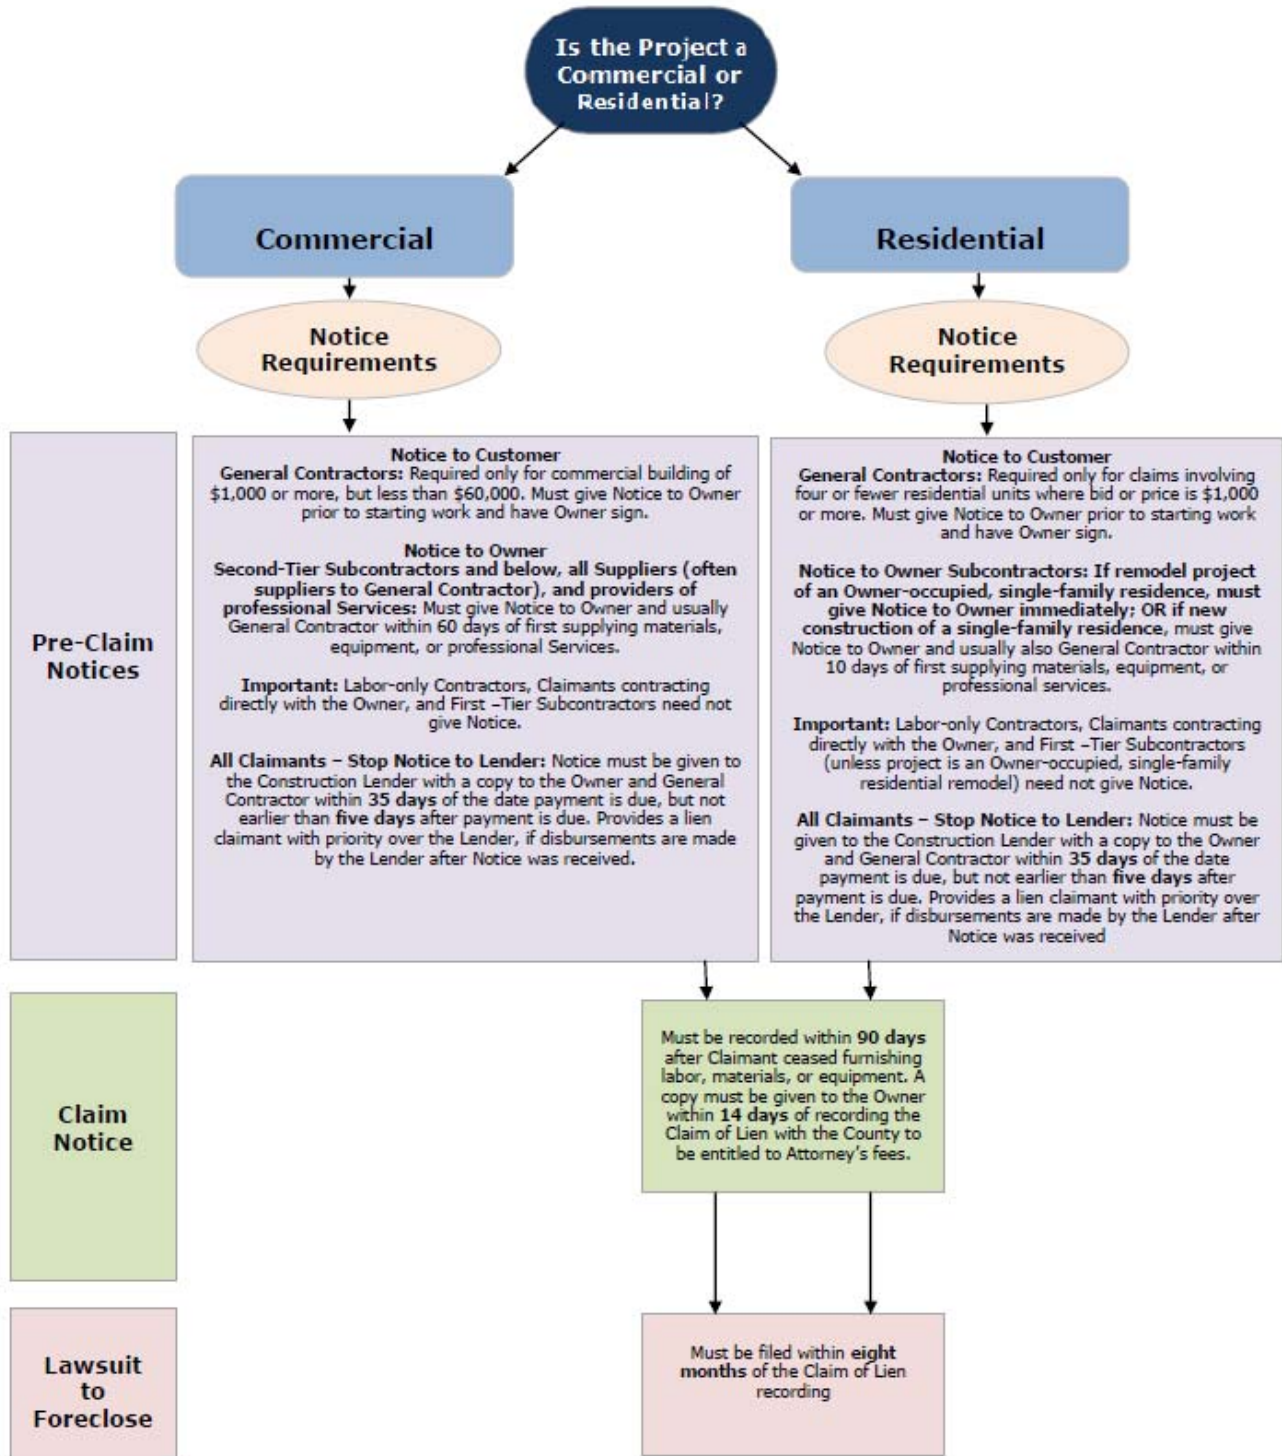 Is the Project a
Commercial or
Residential?
Commercial
Residential
Notice
Requirements
Notice
Requirements
Pre-Claim
Notices
Notice to Customer
General Contractors: Required only for commercial building of
$1,000 or more, but less than $60,000. Must give Notice to Owner
prior to starting work and have Owner sign.
Notice to Owner
Second-Tier Subcontractors and below, all Suppliers (often
suppliers to General Contractor), and providers of
professional Services: Must give Notice to Owner and usually
General Contractor within 60 days of first supplying materials,
equipment, or professional Services.
Important: Labor-only Contractors, Claimants contracting
directly with the Owner, and First –Tier Subcontractors need not
give Notice.
All Claimants – Stop Notice to Lender: Notice must be given to
the Construction Lender with a copy to the Owner and General
Contractor within 35 days of the date payment is due, but not
earlier than five days after payment is due. Provides a lien
claimant with priority over the Lender, if disbursements are made
by the Lender after Notice was received.
Notice to Customer
General Contractors: Required only for claims involving
four or fewer residential units where bid or price is $1,000
or more. Must give Notice to Owner prior to starting work
and have Owner sign.
Notice to Owner Subcontractors: If remodel project
of an Owner-occupied, single-family residence, must
give Notice to Owner immediately; OR if new
construction of a single-family residence, must give
Notice to Owner and usually also General Contractor within
10 days of first supplying materials, equipment, or
professional services.
Important: Labor-only Contractors, Claimants contracting
directly with the Owner, and First –Tier Subcontractors
(unless project is an Owner-occupied, single-family
residential remodel) need not give Notice.
All Claimants – Stop Notice to Lender: Notice must be
given to the Construction Lender with a copy to the Owner
and General Contractor within 35 days of the date
payment is due, but not earlier than five days after
payment is due. Provides a lien claimant with priority over
the Lender, if disbursements are made by the Lender after
Notice was received
Claim
Notice
Must be recorded within 90 days
after Claimant ceased furnishing
labor, materials, or equipment. A
copy must be given to the Owner
within 14 days of recording the
Claim of Lien with the County to
be entitled to Attorney's fees.
Lawsuit
to
Foreclose
Must be filed within eight
months of the Claim of Lien
recording